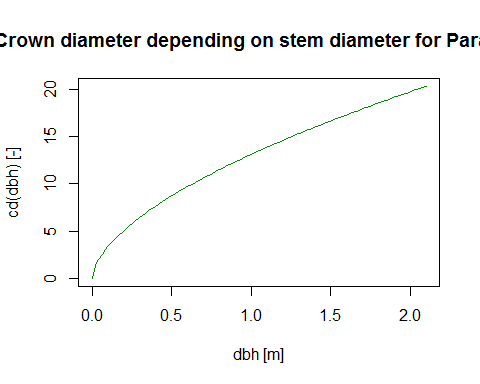 Crown diameter depending on stem diameter for Para
cd(dbh) [-]
20
15
10
5
0
0.0 0.5 1.0 1.5 2.0
dbh [m]